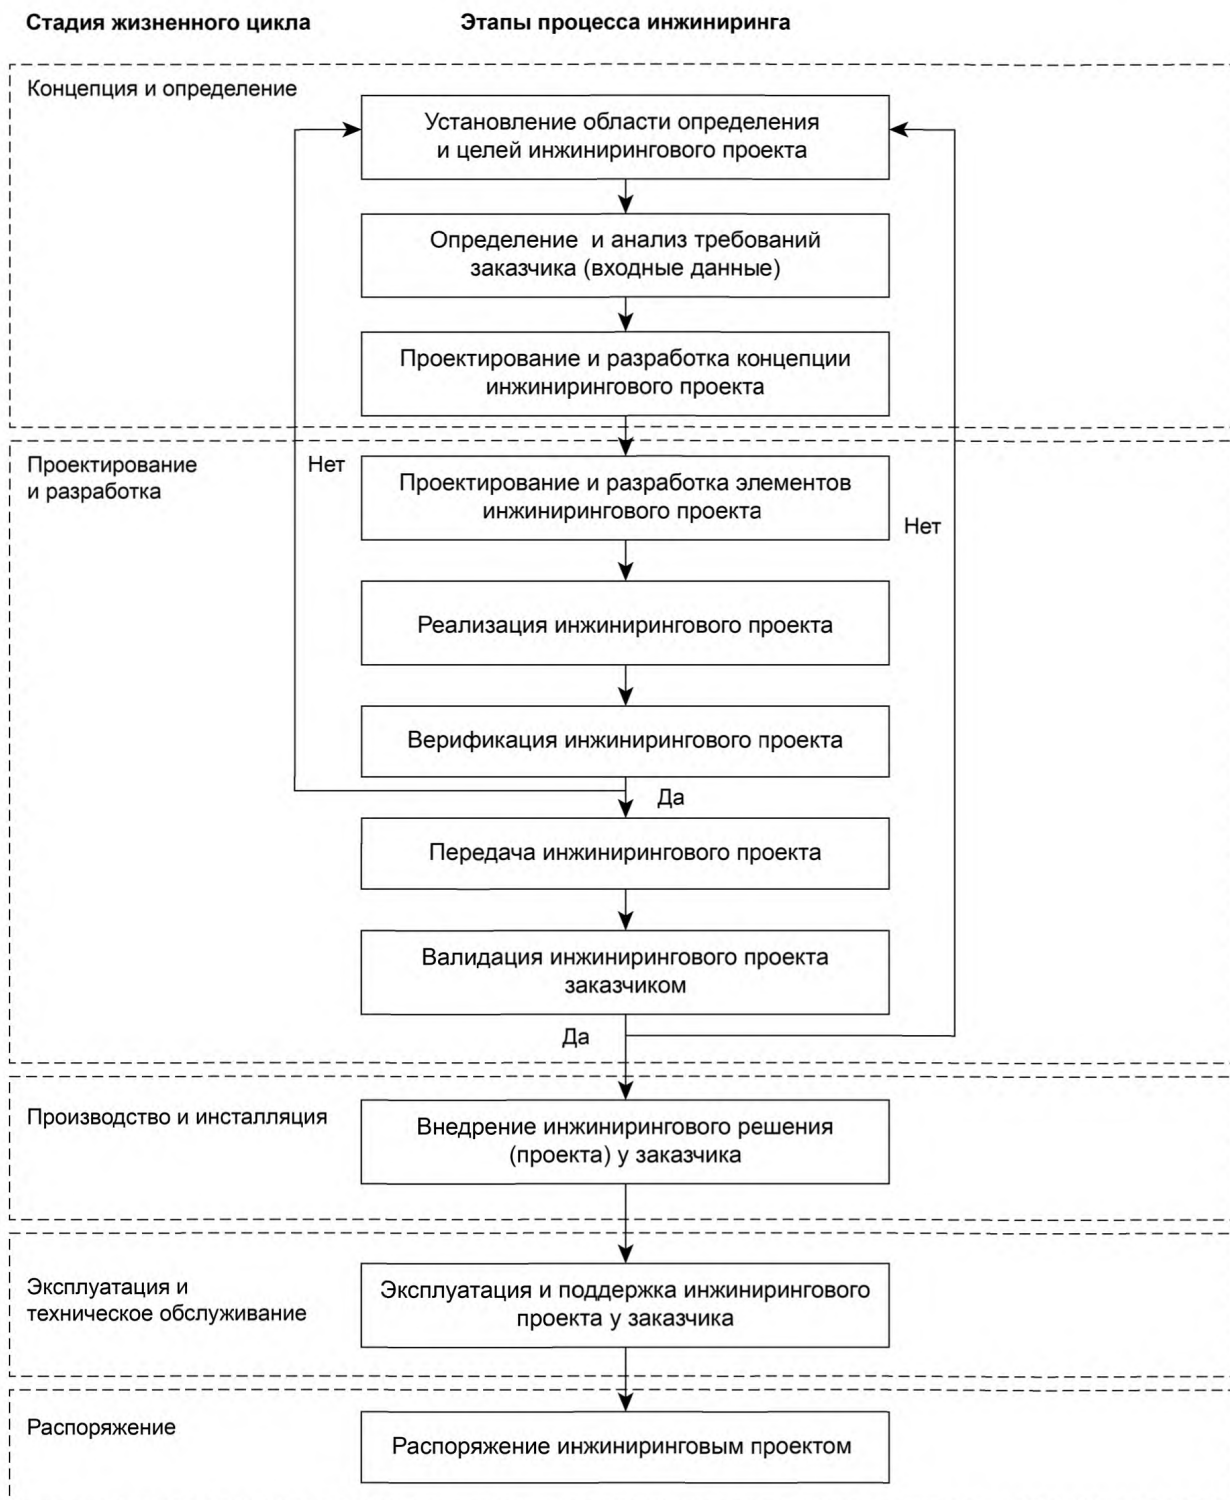 Стадия жизненного цикла
Этапы процесса инжиниринга
Концепция и определение
Установление области определения
и целей инжинирингового проекта
Определение и анализ требований
заказчика (входные данные)
Проектирование и разработка концепции
инжинирингового проекта
Проектирование
и разработка
Нет
Проектирование и разработка элементов
инжинирингового проекта
Нет
Реализация инжинирингового проекта
Верификация инжинирингового проекта
Да
Передача инжинирингового проекта
Валидация инжинирингового проекта
заказчиком
Да
Производство и инсталляция
Внедрение инжинирингового решения
(проекта) у заказчика
Эксплуатация и
техническое обслуживание
Эксплуатация и поддержка инжинирингового
проекта у заказчика
Распоряжение
Распоряжение инжиниринговым проектом